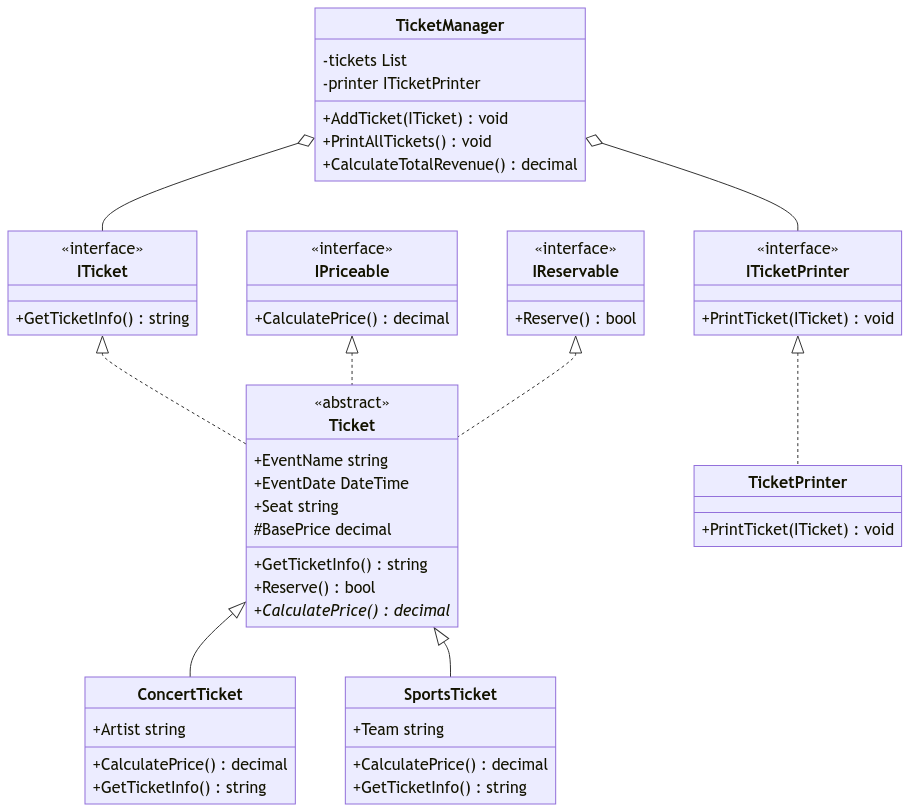 TicketManager
-tickets List
-printer ITicketPrinter
+AddTicket(ITicket) : void
+PrintAllTickets() : void
+CalculateTotalRevenue() : decimal
«interface»
ITicket
+GetTicketInfo() : string
«interface»
IPriceable
+CalculatePrice() : decimal
«interface»
IReservable
+Reserve() : bool
«interface»
ITicketPrinter
+PrintTicket(ITicket) : void
«abstract»
Ticket
+EventName string
+EventDate DateTime
+Seat string
#BasePrice decimal
+GetTicketInfo() : string
+Reserve() : bool
+CalculatePrice() : decimal
TicketPrinter
+PrintTicket(ITicket) : void
ConcertTicket
+Artist string
+CalculatePrice() : decimal
+GetTicketInfo() : string
SportsTicket
+Team string
+CalculatePrice() : decimal
+GetTicketInfo() : string